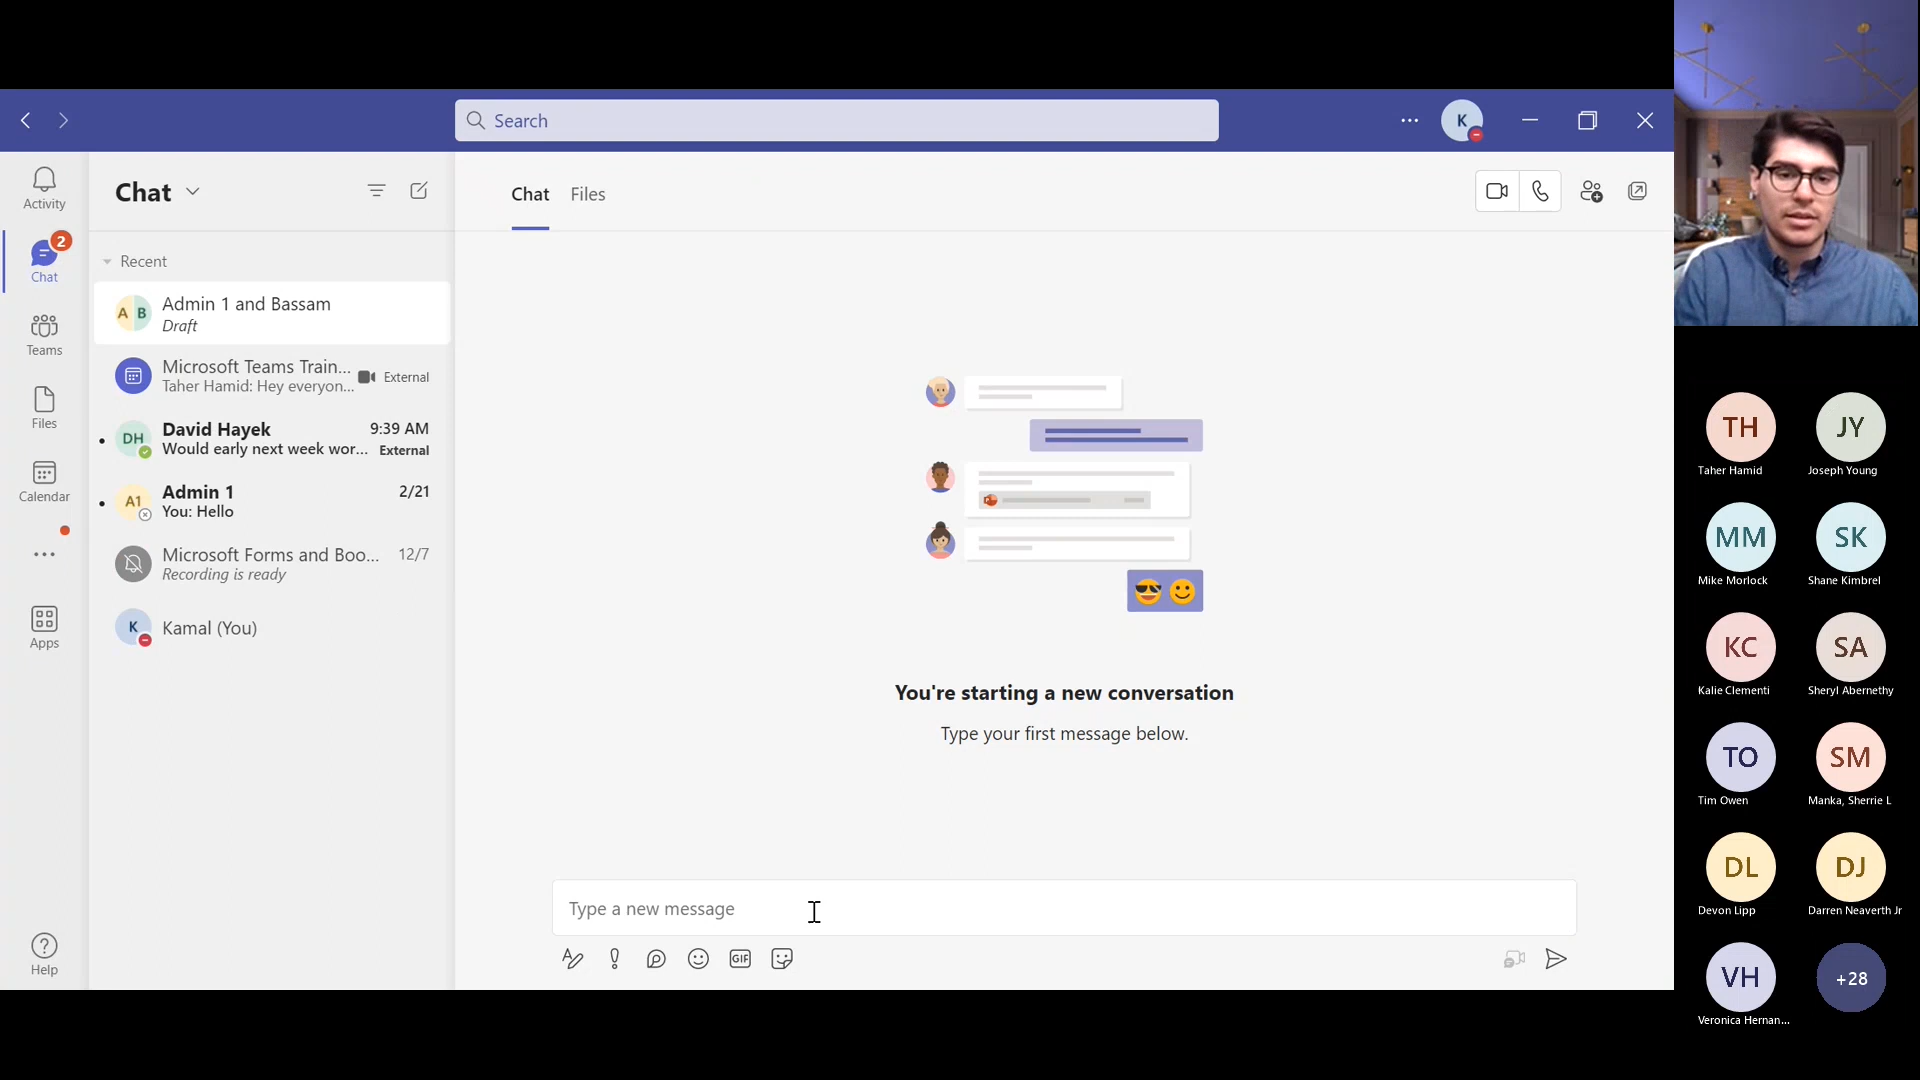 Search
K
Activity
2
Chat
Teams
Files
Calendar
Apps
Help
Chat
Recent
A B
Admin 1 and Bassam
Draft
Microsoft Teams Train...
Taher Hamid: Hey everyon...
External
DH
David Hayek
9:39 AM
Would early next week wor...
External
A1
Admin 1
2/21
You: Hello
Microsoft Forms and Boo...
12/7
Recording is ready
K
Kamal (You)
Chat
Files
You're starting a new conversation
Type your first message below.
Type a new message
GIF
TH
Taher Hamid
JY
Joseph Young
MM
Mike Morlock
SK
Shane Kimbrel
KC
Kalie Clementi
SA
Sheryl Abernethy
TO
Tim Owen
SM
Manka, Sherrie L
DL
Devon Lipp
DJ
Darren Neaverth Jr
VH
Veronica Hernan...
+28